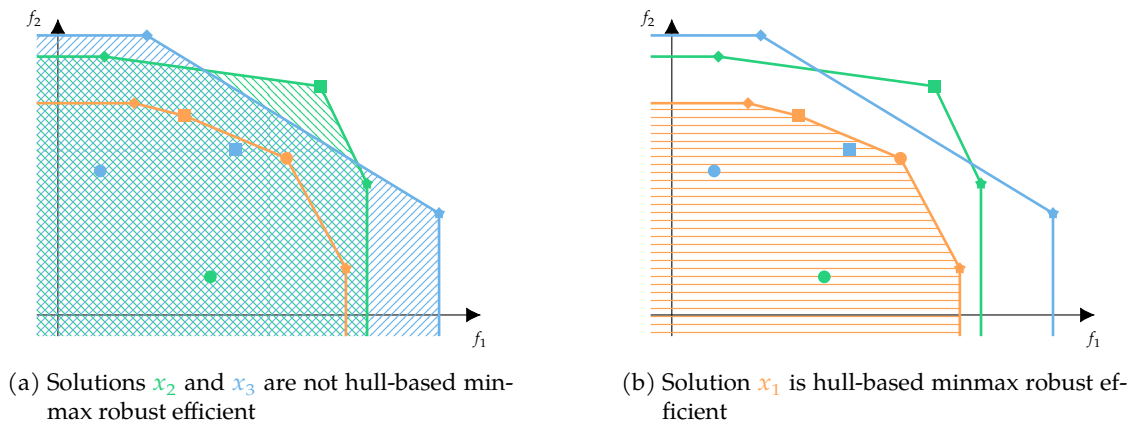 f₂
f₁
(a) Solutions x₂ and x₃ are not hull-based min-
max robust efficient
f₂
f₁
(b) Solution x₁ is hull-based minmax robust ef-
ficient